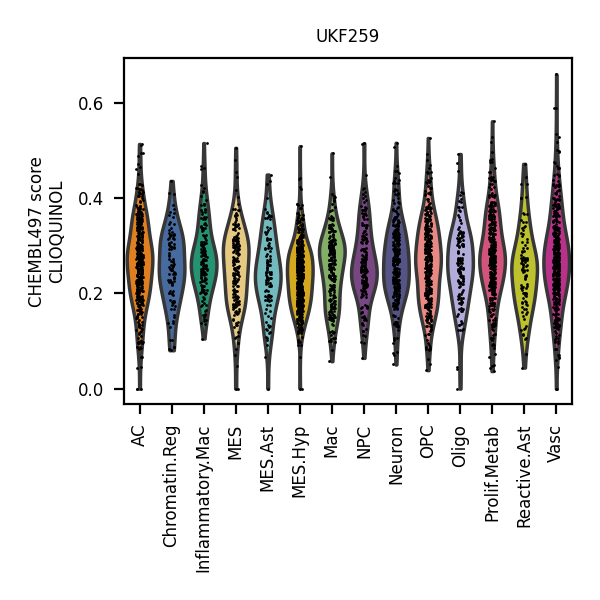 UKF259
CHEMBL497 score
CLIOQUINOL
0.6
0.4
0.2
0.0
AC
Chromatin.Reg
Inflammatory.Mac
MES
MES.Ast
MES.Hyp
Mac
NPC
Neuron
OPC
Oligo
Prolif.Metab
Reactive.Ast
Vasc